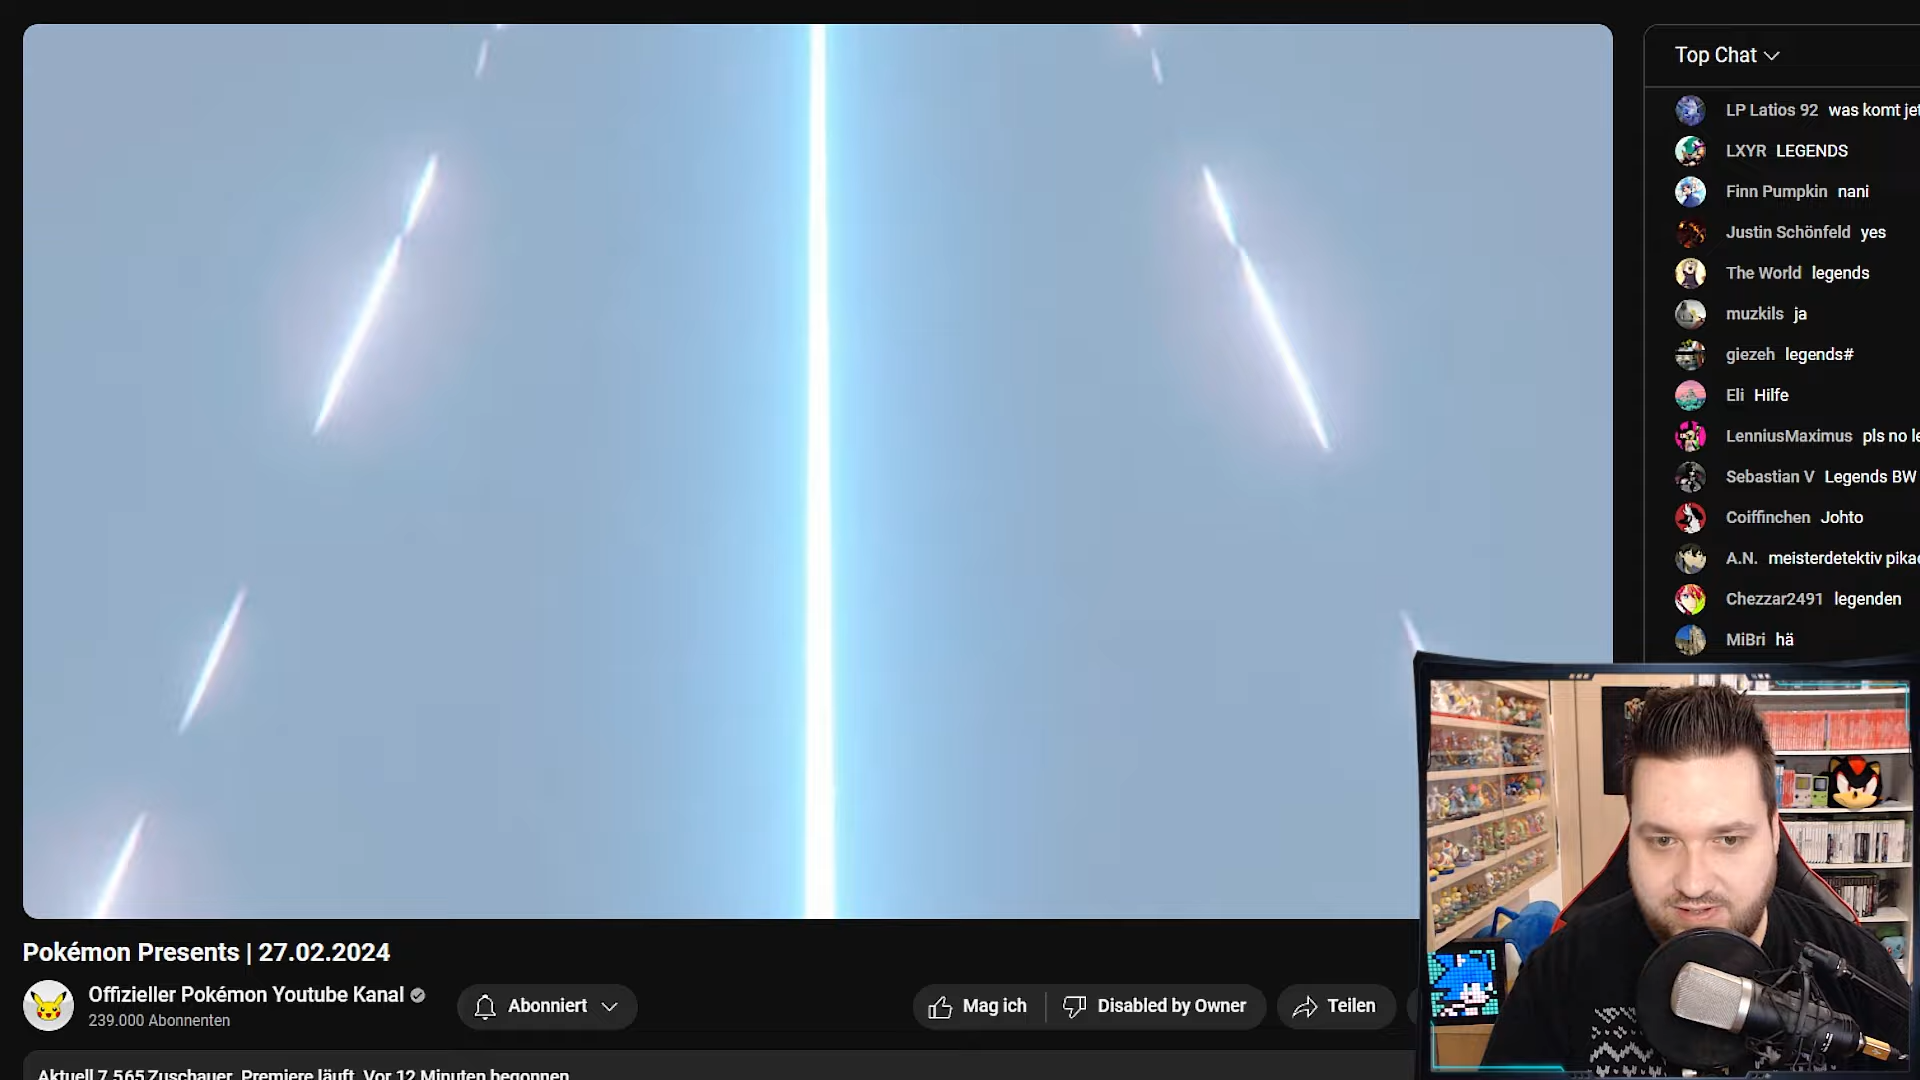 Top Chat
LP Latios 92 was komt
LXYR LEGENDS
Finn Pumpkin nani
Justin Schönfeld yes
The World legends
muzkils ja
giezeh legends#
Eli Hilfe
LenniusMaximus pls no
Sebastian V Legends BW
Coiffinchen Johto
A.N. meisterdetektiv
Chezzar2491 legenden
MiBri hä
Pokémon Presents | 27.02.2024
Offizieller Pokémon Youtube Kanal
239.000 Abonnenten
Abonniert
Mag ich
Disabled by Owner
Teilen
Aktuell 7.565 Zuschauer Premiere läuft. Vor 12 Minuten begonnen